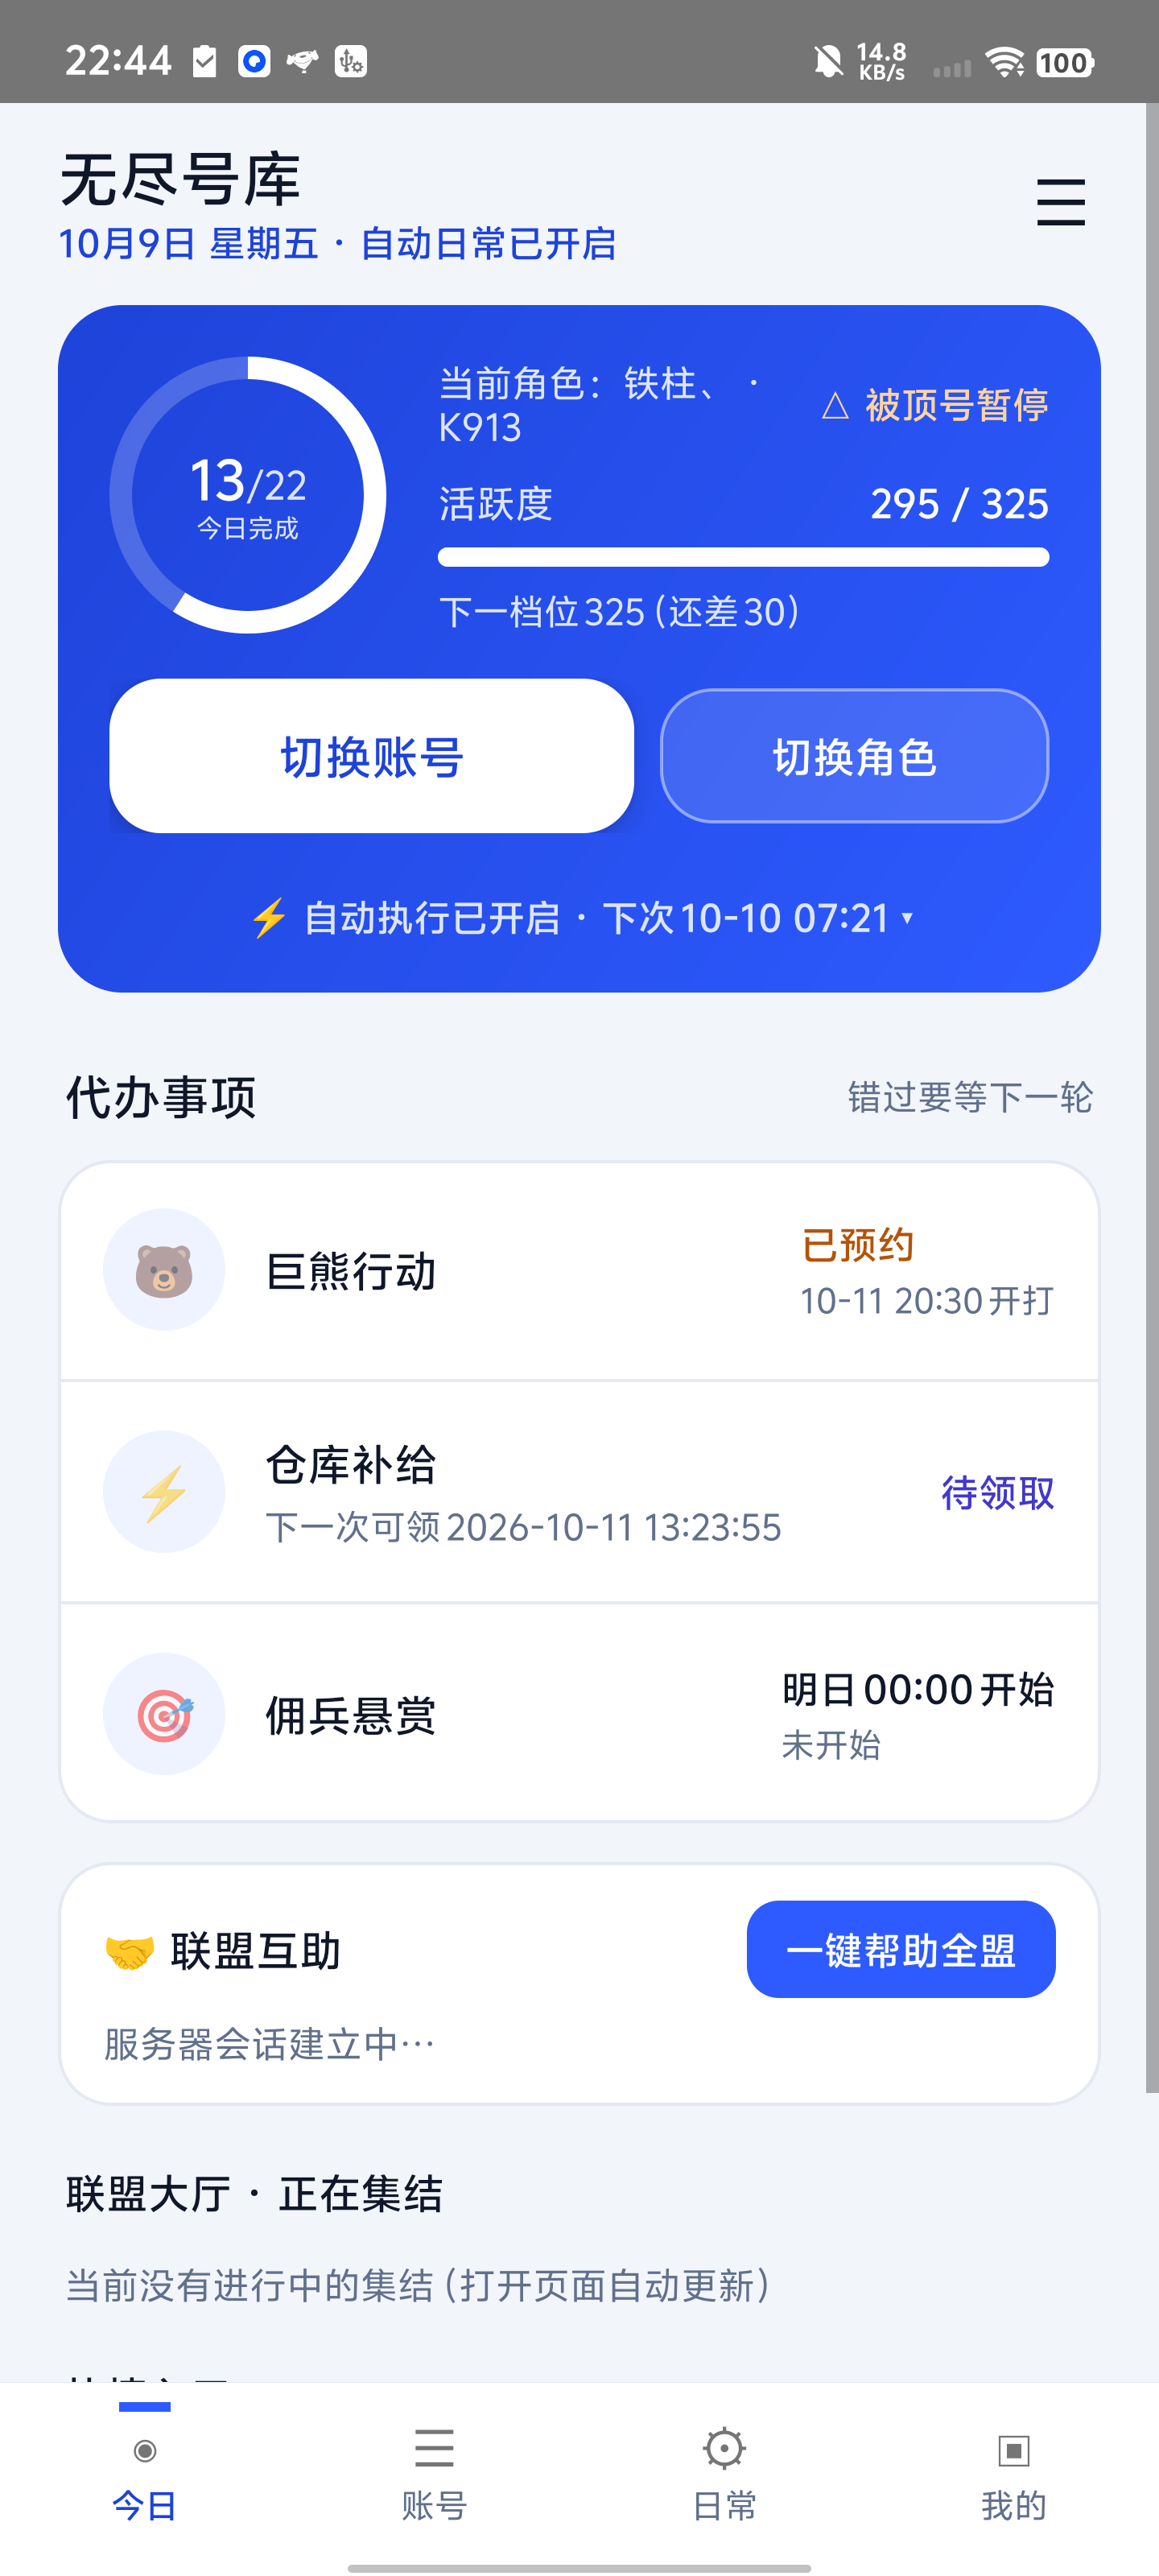 22:44
14.8 KB/s
100
无尽号库
10月9日 星期五 · 自动日常已开启
13/22
今日完成
当前角色：铁柱、 ·
K913
△ 被顶号暂停
活跃度 295 / 325
下一档位 325（还差 30）
切换账号
切换角色
⚡ 自动执行已开启 · 下次 10-10 07:21 ▾
代办事项
错过要等下一轮
巨熊行动
已预约
10-11 20:30 开打
仓库补给
下一次可领 2026-10-11 13:23:55
待领取
佣兵悬赏
明日 00:00 开始
未开始
🤝 联盟互助
一键帮助全盟
服务器会话建立中…
联盟大厅 · 正在集结
当前没有进行中的集结（打开页面自动更新）
今日
账号
日常
我的